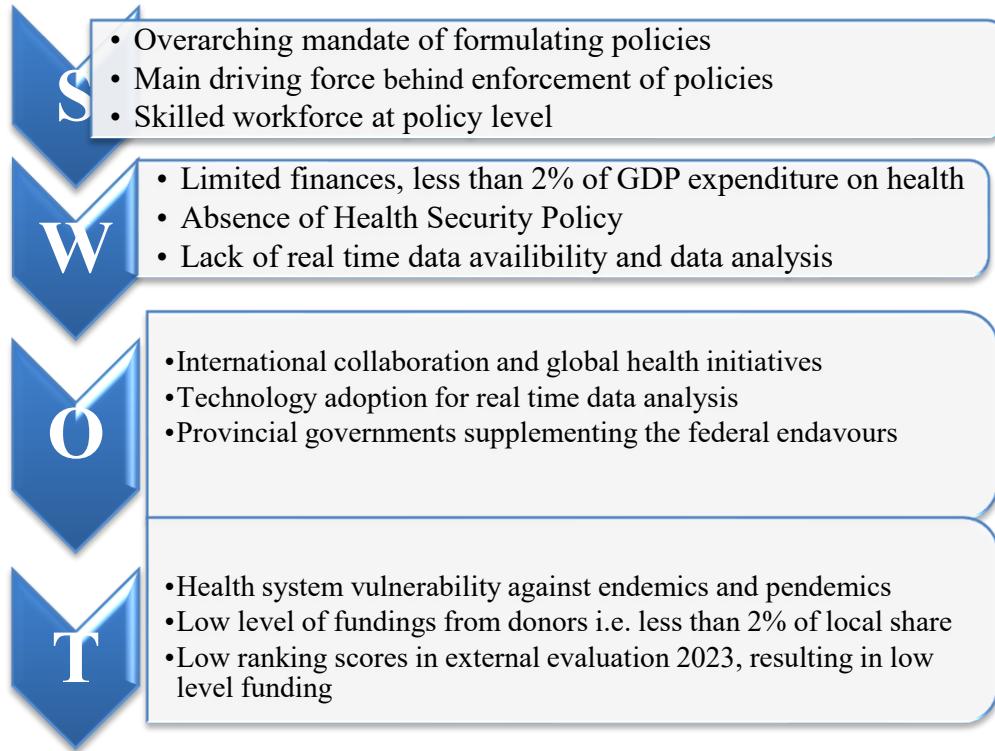 S
• Overarching mandate of formulating policies
• Main driving force behind enforcement of policies
• Skilled workforce at policy level
W
• Limited finances, less than 2% of GDP expenditure on health
• Absence of Health Security Policy
• Lack of real time data availibility and data analysis
O
•International collaboration and global health initiatives
•Technology adoption for real time data analysis
•Provincial governments supplementing the federal endavours
T
•Health system vulnerability against endemics and pendemics
•Low level of fundings from donors i.e. less than 2% of local share
•Low ranking scores in external evaluation 2023, resulting in low
level funding